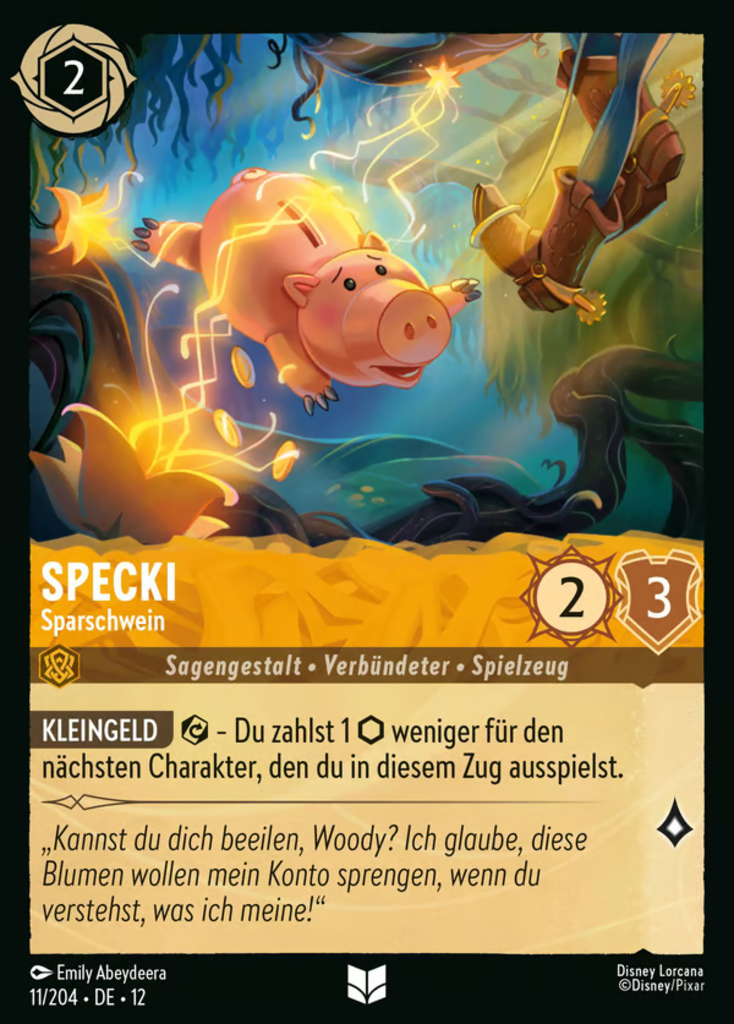 2
SPECKI
Sparschwein
2
3
Sagengestalt • Verbündeter • Spielzeug
KLEINGELD – Du zahlst 1 weniger für den
nächsten Charakter, den du in diesem Zug ausspielst.
„Kannst du dich beeilen, Woody? Ich glaube, diese
Blumen wollen mein Konto sprengen, wenn du
verstehst, was ich meine!“
Emily Abeydeera
11/204 • DE • 12
Disney Lorcana
©Disney/Pixar